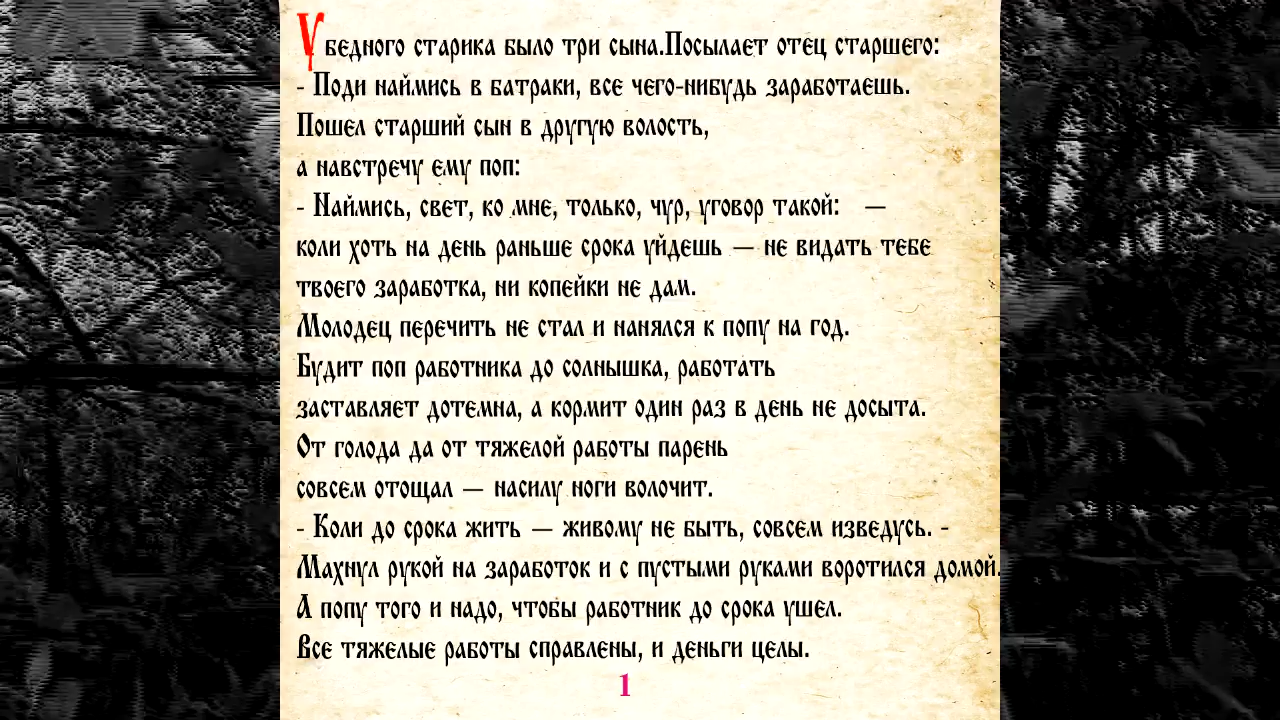 У бедного старика было три сына.Посылает отец старшего:
- Поди наймись в батраки, все чего-нибудь заработаешь.
Пошел старший сын в другую волость,
а навстречу ему поп:
- Наймись, свет, ко мне, только, чур, уговор такой: —
коли хоть на день раньше срока уйдешь — не видать тебе
твоего заработка, ни копейки не дам.
Молодец перечить не стал и нанялся к попу на год.
Будит поп работника до солнышка, работать
заставляет дотемна, а кормит один раз в день не досыта.
От голода да от тяжелой работы парень
совсем отощал — насилу ноги волочит.
- Коли до срока жить — живому не быть, совсем изведусь. -
Махнул рукой на заработок и с пустыми руками воротился домой.
А попу того и надо, чтобы работник до срока ушел.
Все тяжелые работы справлены, и деньги целы.
1